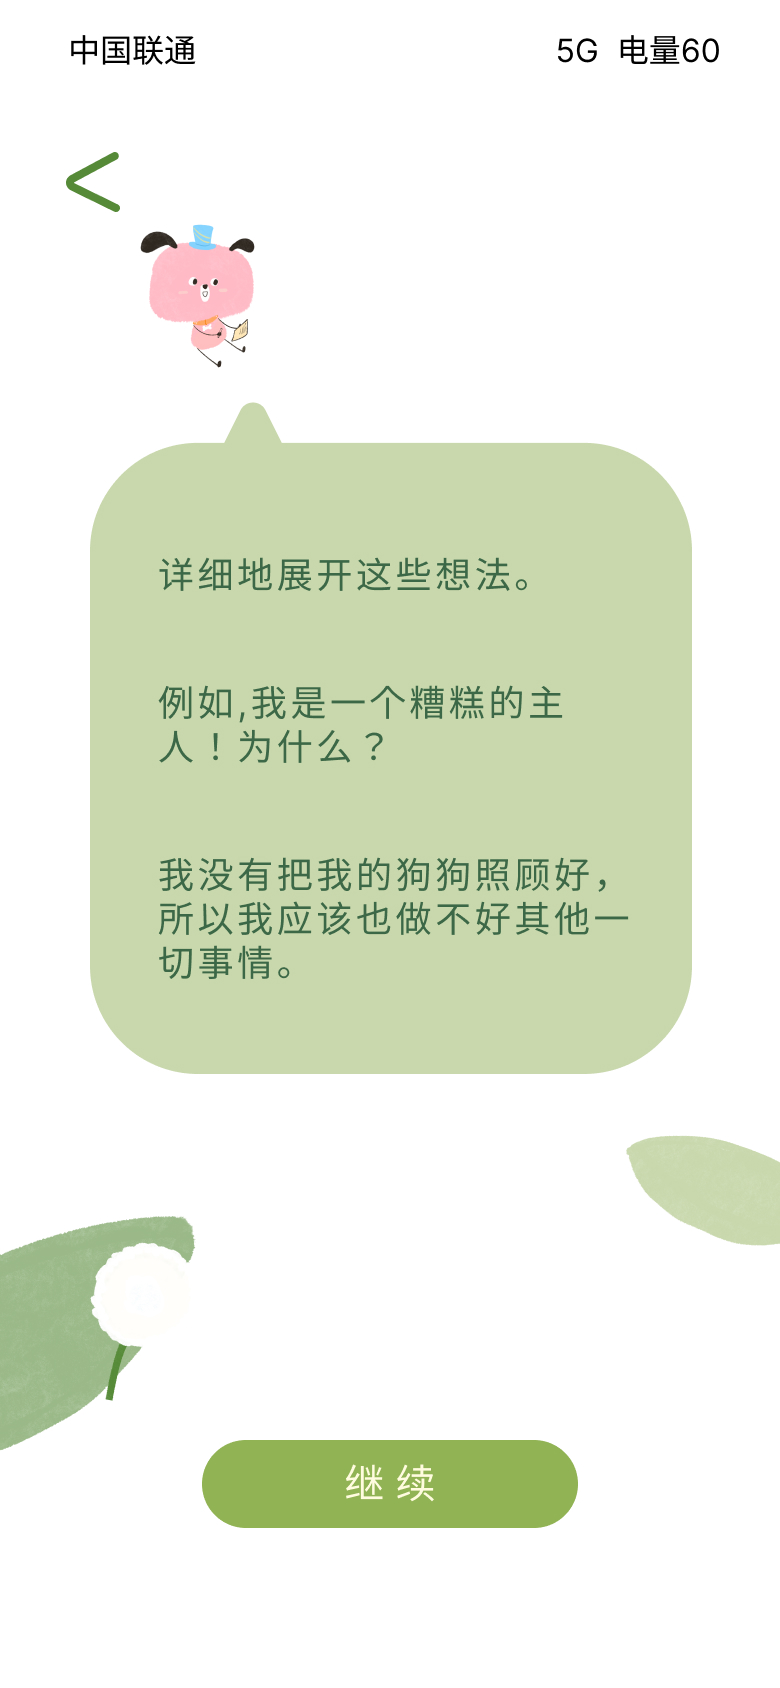 中国联通
5G 电量60
<
详细地展开这些想法。
例如,我是一个糟糕的主
人！为什么？
我没有把我的狗狗照顾好，
所以我应该也做不好其他一
切事情。
继续